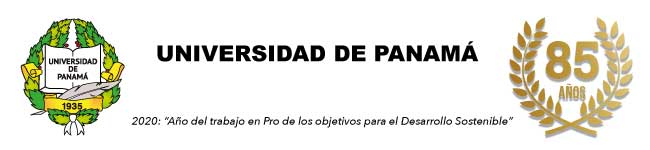 UNIVERSIDAD
DE
PANAMÁ
1935
UNIVERSIDAD DE PANAMÁ
2020: “Año del trabajo en Pro de los objetivos para el Desarrollo Sostenible”
85
AÑOS